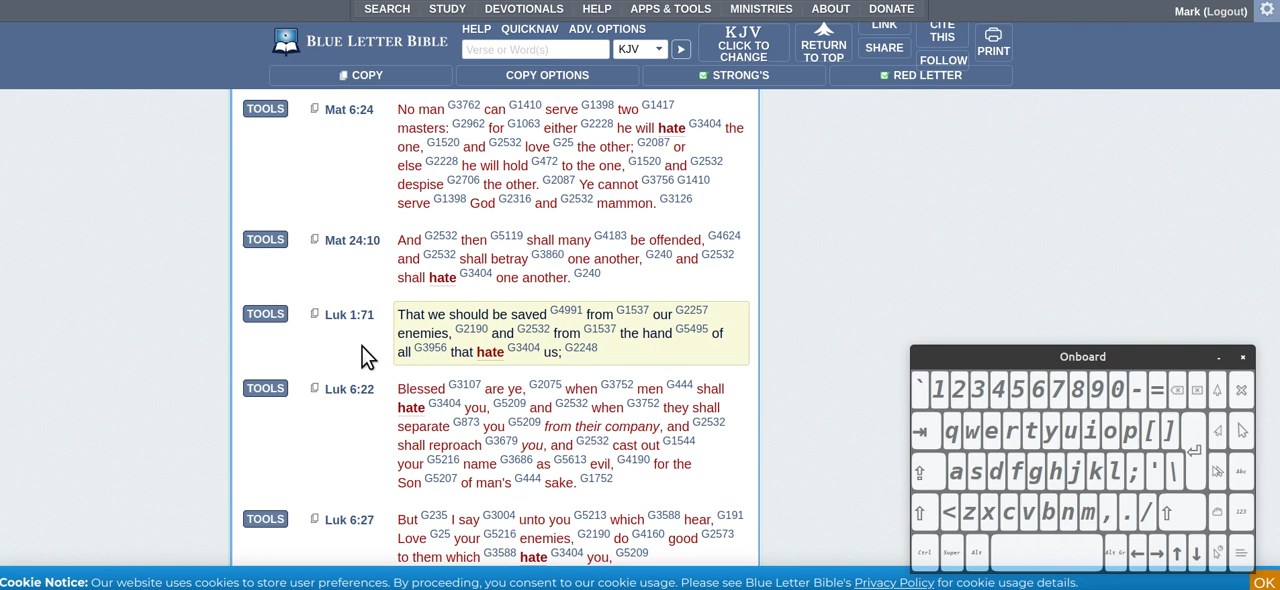 SEARCH STUDY DEVOTIONALS HELP APPS & TOOLS MINISTRIES ABOUT DONATE
Mark (Logout)
BLUE LETTER BIBLE
HELP QUICKNAV ADV. OPTIONS
Verse or Word(s) KJV
KJV
CLICK TO
CHANGE
RETURN
TO TOP
LINK
SHARE
CITE
THIS
FOLLOW
PRINT
COPY COPY OPTIONS STRONG'S RED LETTER
TOOLS Mat 6:24 No man G3762 can G1410 serve G1398 two G1417
masters: G2962 for G1063 either G2228 he will hate G3404 the
one, G1520 and G2532 love G25 the other; G2087 or
else G2228 he will hold G472 to the one, G1520 and G2532
despise G2706 the other. G2087 Ye cannot G3756 G1410
serve G1398 God G2316 and G2532 mammon. G3126
TOOLS Mat 24:10 And G2532 then G5119 shall many G4183 be offended, G4624
and G2532 shall betray G3860 one another, G240 and G2532
shall hate G3404 one another. G240
TOOLS Luk 1:71 That we should be saved G4991 from G1537 our G2257
enemies, G2190 and G2532 from G1537 the hand G5495 of
all G3956 that hate G3404 us; G2248
TOOLS Luk 6:22 Blessed G3107 are ye, G2075 when G3752 men G444 shall
hate G3404 you, G5209 and G2532 when G3752 they shall
separate G873 you G5209 from their company, and G2532
shall reproach G3679 you, and G2532 cast out G1544
your G5216 name G3686 as G5613 evil, G4190 for the
Son G5207 of man's G444 sake. G1752
TOOLS Luk 6:27 But G235 I say G3004 unto you G5213 which G3588 hear, G191
Love G25 your G5216 enemies, G2190 do G4160 good G2573
to them which G3588 hate G3404 you, G5209
Onboard - ×
` 1 2 3 4 5 6 7 8 9 0 - =
q w e r t y u i o p [ ]
a s d f g h j k l ; ' \ Abc
< z x c v b n m , . / 123
Ctrl Super Alt Alt Gr
Cookie Notice: Our website uses cookies to store user preferences. By proceeding, you consent to our cookie usage. Please see Blue Letter Bible's Privacy Policy for cookie usage details. OK